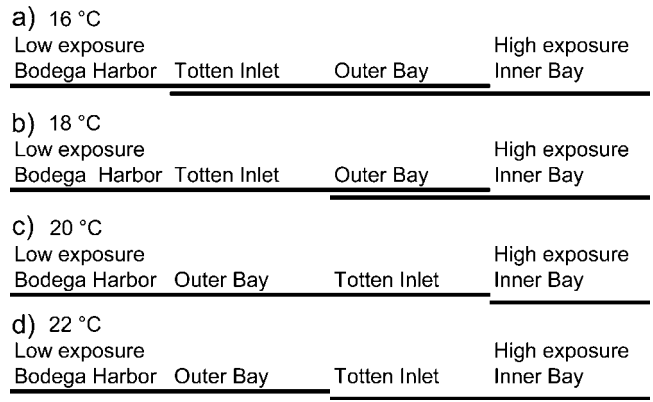 a) 16 °C
Low exposure High exposure
Bodega Harbor Totten Inlet Outer Bay Inner Bay
b) 18 °C
Low exposure High exposure
Bodega Harbor Totten Inlet Outer Bay Inner Bay
c) 20 °C
Low exposure High exposure
Bodega Harbor Outer Bay Totten Inlet Inner Bay
d) 22 °C
Low exposure High exposure
Bodega Harbor Outer Bay Totten Inlet Inner Bay